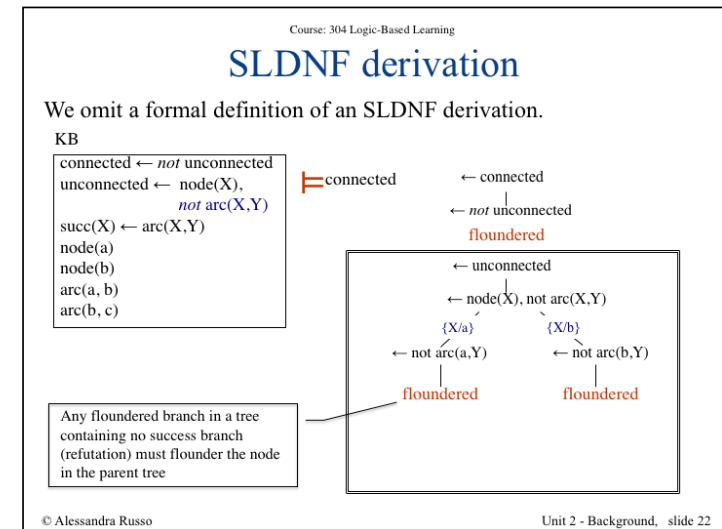 Course: 304 Logic-Based Learning
SLDNF derivation
We omit a formal definition of an SLDNF derivation.
KB
connected ← not unconnected
unconnected ← node(X),
not arc(X,Y)
succ(X) ← arc(X,Y)
node(a)
node(b)
arc(a, b)
arc(b, c)
⊨ connected
← connected
← not unconnected
floundered
← unconnected
← node(X), not arc(X,Y)
{X/a} {X/b}
← not arc(a,Y) ← not arc(b,Y)
floundered floundered
Any floundered branch in a tree
containing no success branch
(refutation) must flounder the node
in the parent tree
© Alessandra Russo
Unit 2 - Background, slide 22